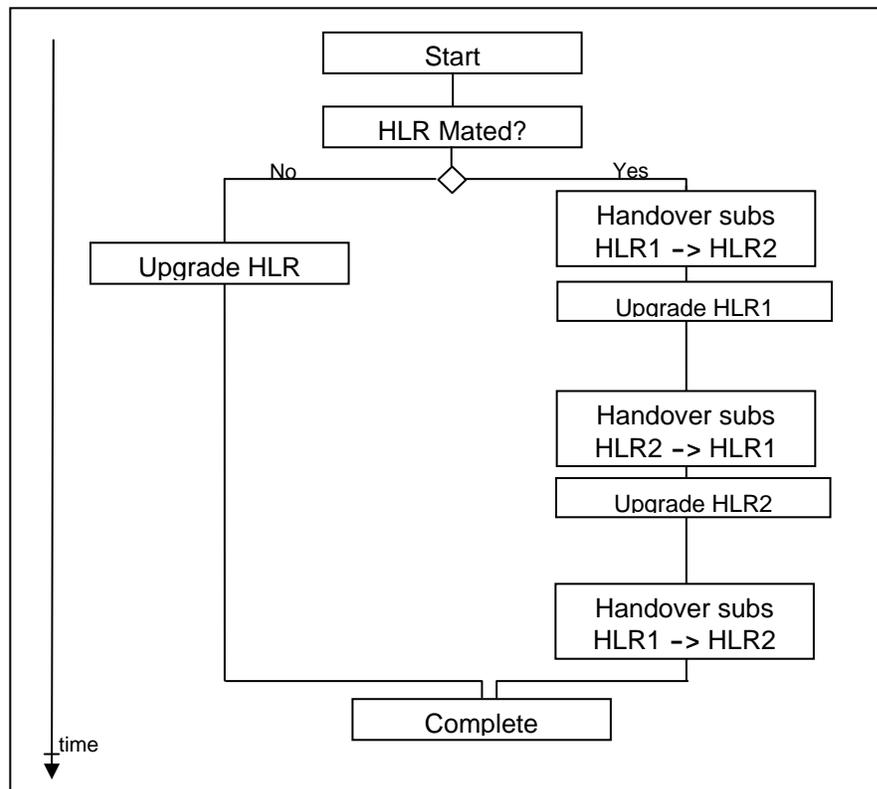 Start
HLR Mated?
No
Yes
Handover subs
HLR1 -> HLR2
Upgrade HLR
Upgrade HLR1
Handover subs
HLR2 -> HLR1
Upgrade HLR2
Handover subs
HLR1 -> HLR2
Complete
time